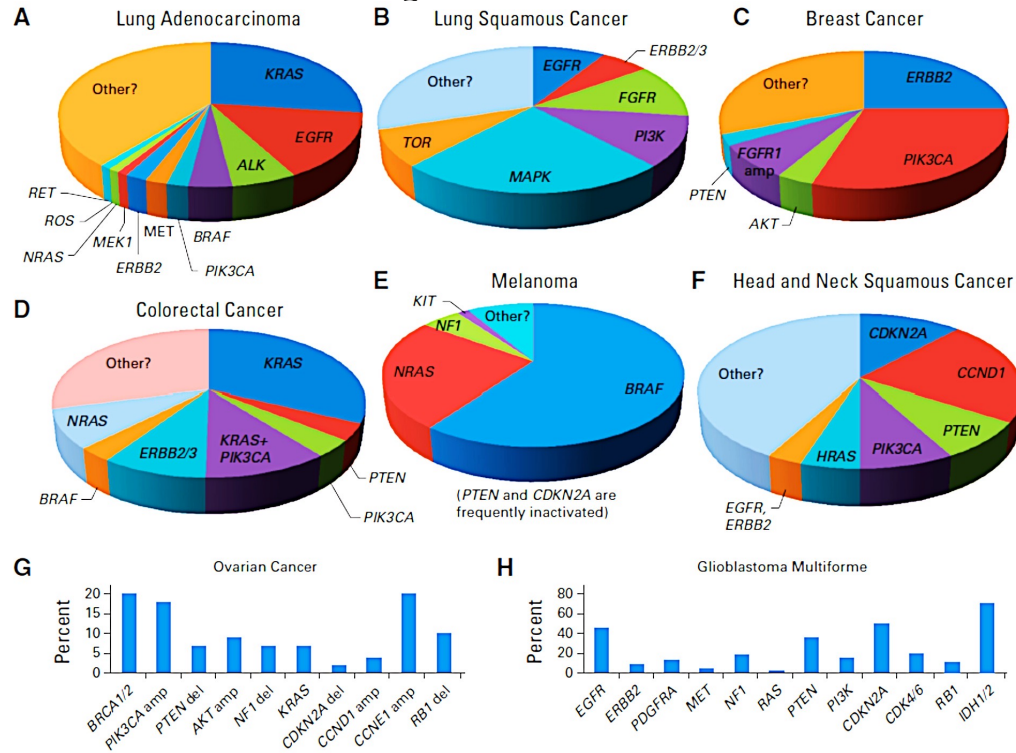 A
Lung Adenocarcinoma
Other?
KRAS
EGFR
ALK
RET
ROS
NRAS
MEK1
ERBB2
MET
PIK3CA
BRAF
B
Lung Squamous Cancer
EGFR
ERBB2/3
FGFR
PI3K
MAPK
TOR
Other?
C
Breast Cancer
Other?
ERBB2
PIK3CA
AKT
FGFR1
amp
PTEN
D
Colorectal Cancer
Other?
KRAS
PTEN
PIK3CA
KRAS+
PIK3CA
ERBB2/3
BRAF
NRAS
E
Melanoma
KIT
Other?
NF1
NRAS
BRAF
(PTEN and CDKN2A are
frequently inactivated)
F
Head and Neck Squamous Cancer
Other?
CDKN2A
CCND1
PTEN
PIK3CA
HRAS
EGFR,
ERBB2
G
Ovarian Cancer
Percent
20
15
10
5
0
BRCA1/2
PIK3CA amp
PTEN del
AKT amp
NF1 del
KRAS
CDKN2A del
CCND1 amp
CCNE1 amp
RB1 del
H
Glioblastoma Multiforme
Percent
80
60
40
20
0
EGFR
ERBB2
PDGFRA
MET
NF1
RAS
PTEN
PI3K
CDKN2A
CDK4/6
RB1
IDH1/2